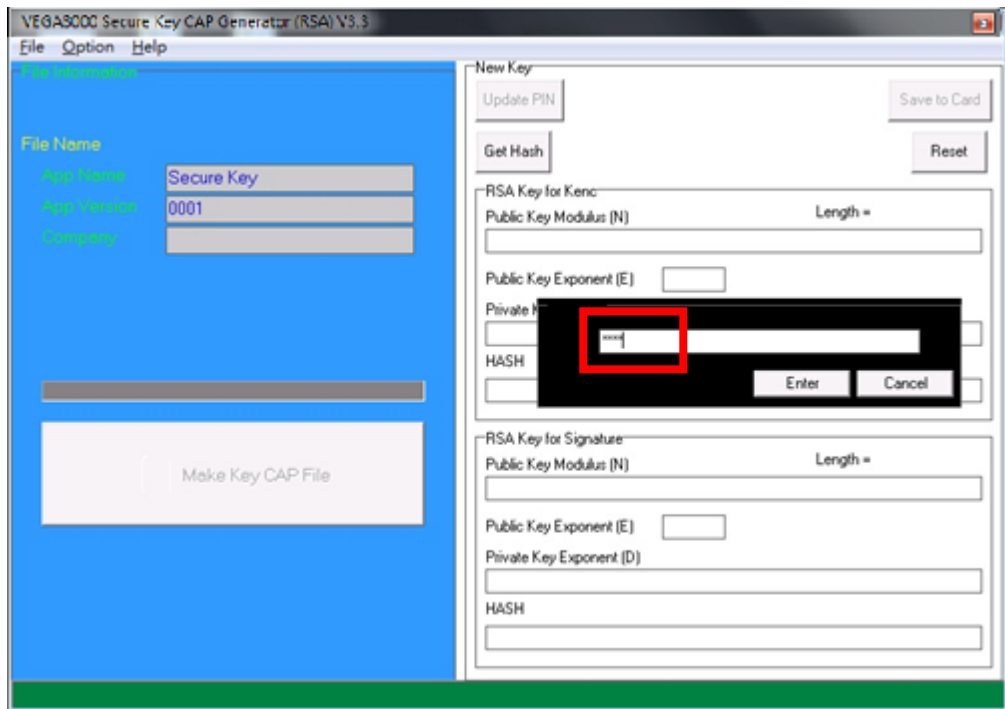 VEGA3000 Secure Key CAP Generator (RSA) V3.3
File Option Help
File Information
File Name
App Name Secure Key
App Version 0001
Company
Make Key CAP File
New Key
Update PIN Save to Card
Get Hash Reset
RSA Key for Kenc
Public Key Modulus (N) Length =
Public Key Exponent (E)
Private
HASH
****
Enter Cancel
RSA Key for Signature
Public Key Modulus (N) Length =
Public Key Exponent (E)
Private Key Exponent (D)
HASH